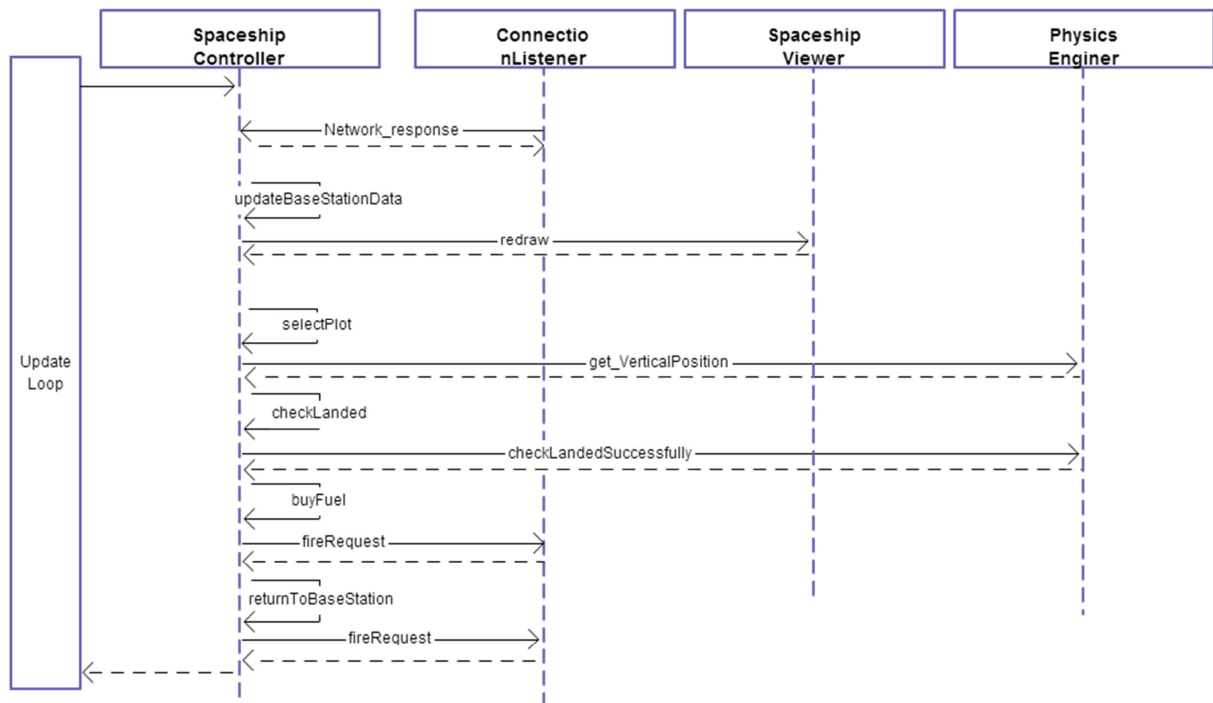 Spaceship
Controller
Connectio
nListener
Spaceship
Viewer
Physics
Enginer
Network_response
updateBaseStationData
redraw
selectPlot
Update
Loop
get_VerticalPosition
checkLanded
checkLandedSuccessfully
buyFuel
fireRequest
returnToBaseStation
fireRequest